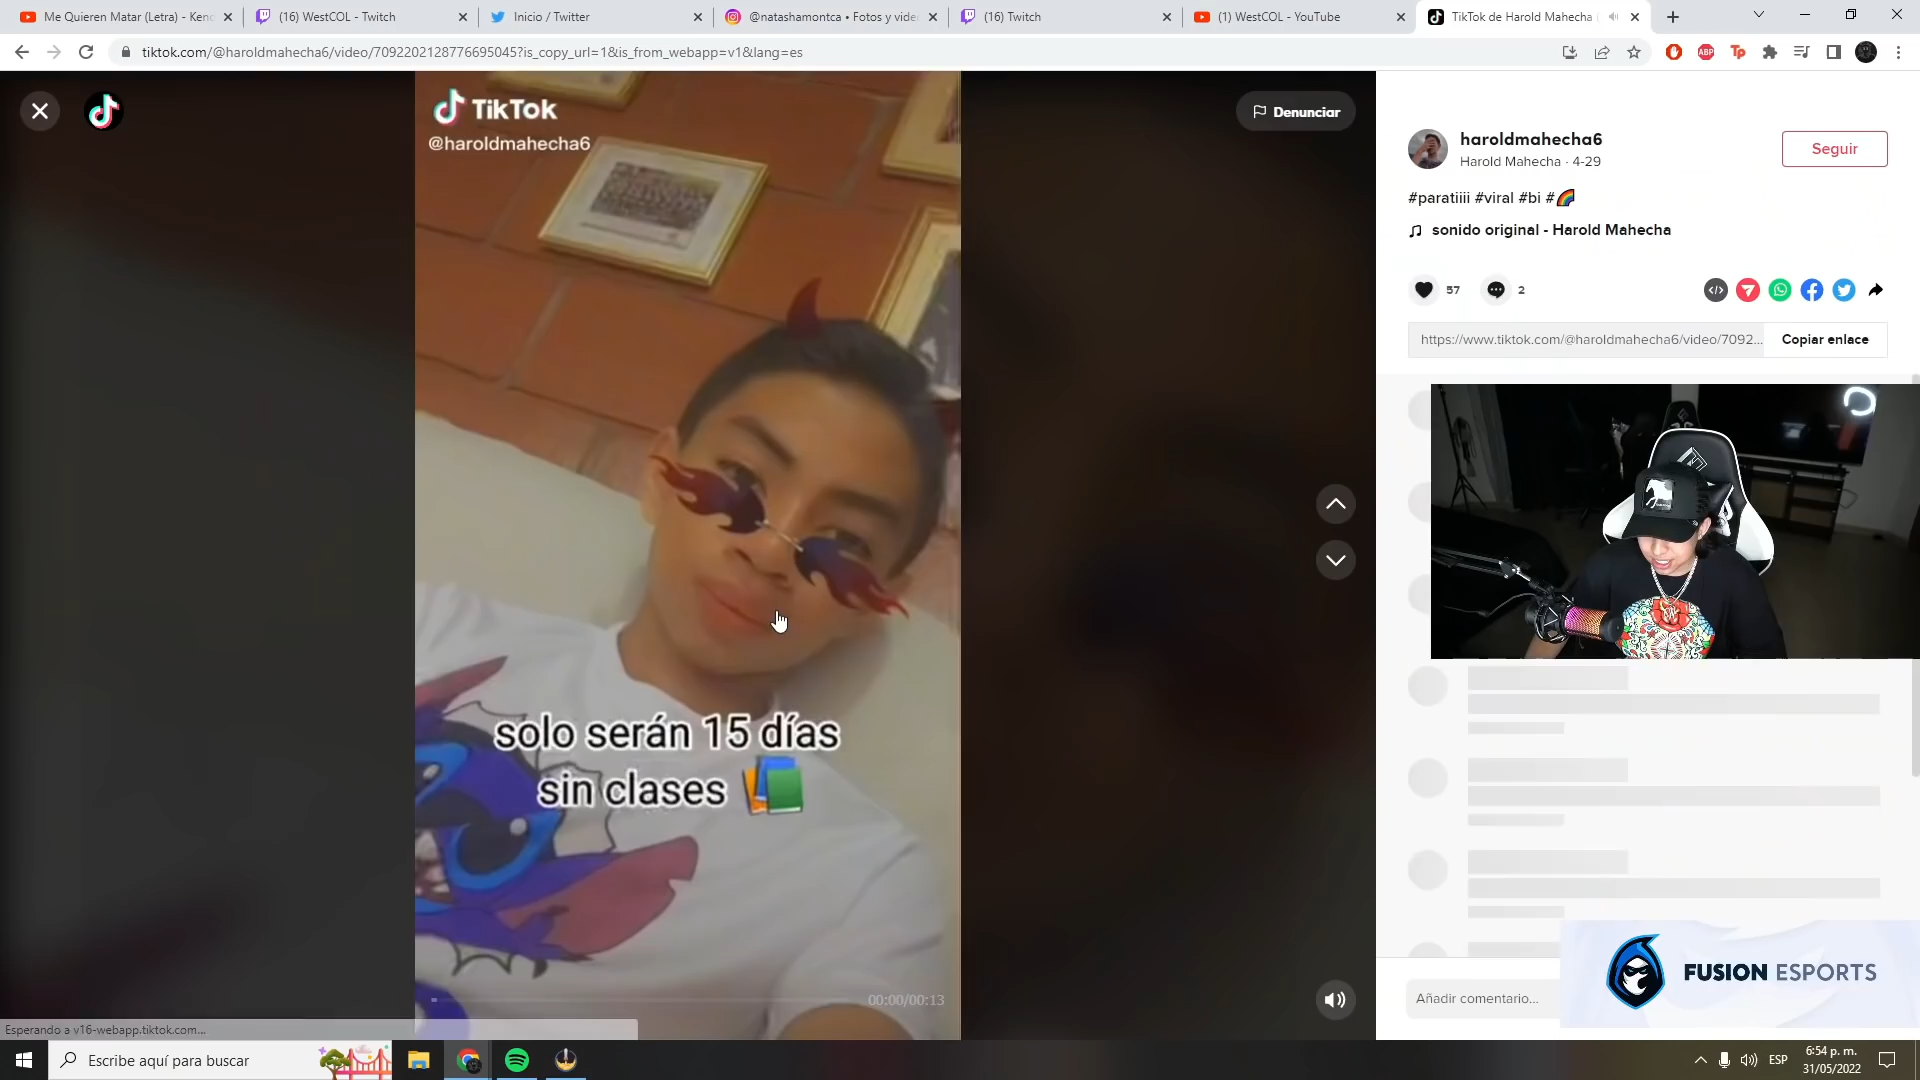 Me Quieren Matar (Letra) - Ken
(16) WestCOL - Twitch
Inicio / Twitter
@natashamontca • Fotos y vide
(16) Twitch
(1) WestCOL - YouTube
TikTok de Harold Mahecha
tiktok.com/@haroldmahecha6/video/7092202128776695045?is_copy_url=1&is_from_webapp=v1&lang=es
ABP
TikTok
@haroldmahecha6
Denunciar
haroldmahecha6
Harold Mahecha · 4-29
Seguir
#paratiiii #viral #bi #🌈
sonido original - Harold Mahecha
57
2
https://www.tiktok.com/@haroldmahecha6/video/7092...
Copiar enlace
solo serán 15 días
sin clases 📚
00:00/00:13
FUSION ESPORTS
Añadir comentario...
Esperando a v16-webapp.tiktok.com...
Escribe aquí para buscar
ESP
6:54 p. m.
31/05/2022